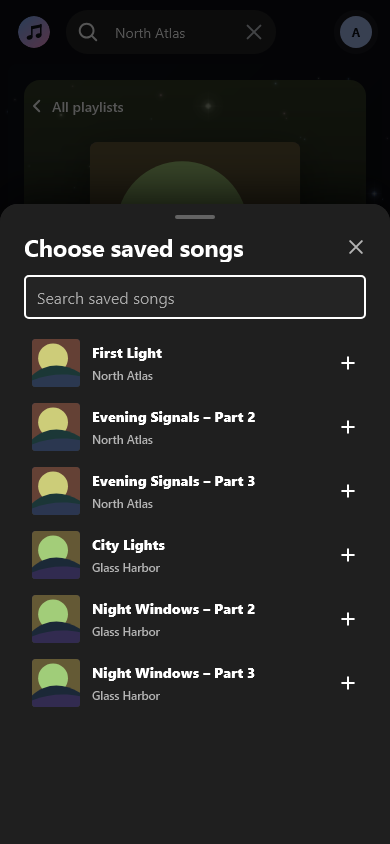 North Atlas
A
All playlists
Choose saved songs
Search saved songs
First Light
North Atlas
Evening Signals – Part 2
North Atlas
Evening Signals – Part 3
North Atlas
City Lights
Glass Harbor
Night Windows – Part 2
Glass Harbor
Night Windows – Part 3
Glass Harbor